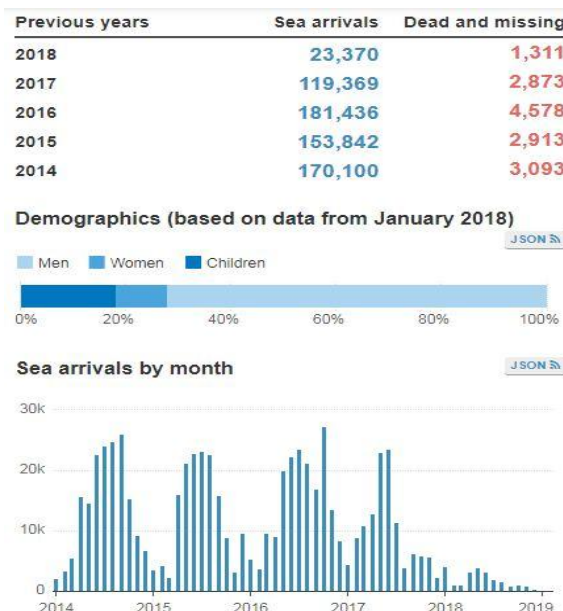 Previous years Sea arrivals Dead and missing
2018 23,370 1,311
2017 119,369 2,873
2016 181,436 4,578
2015 153,842 2,913
2014 170,100 3,093
Demographics (based on data from January 2018)
JSON
Men Women Children
0% 20% 40% 60% 80% 100%
Sea arrivals by month
JSON
30k
20k
10k
0
2014 2015 2016 2017 2018 2019